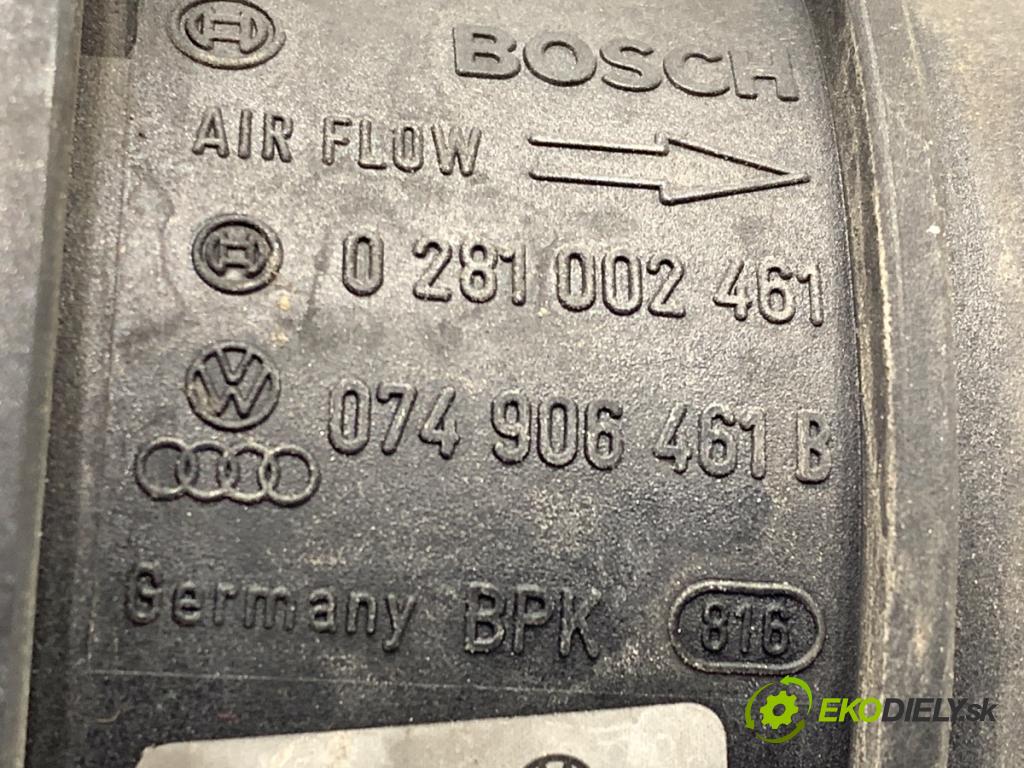 BOSCH
AIR FLOW
0 281 002 461
074 906 461 B
Germany BPK 816
EKODIELY.sk